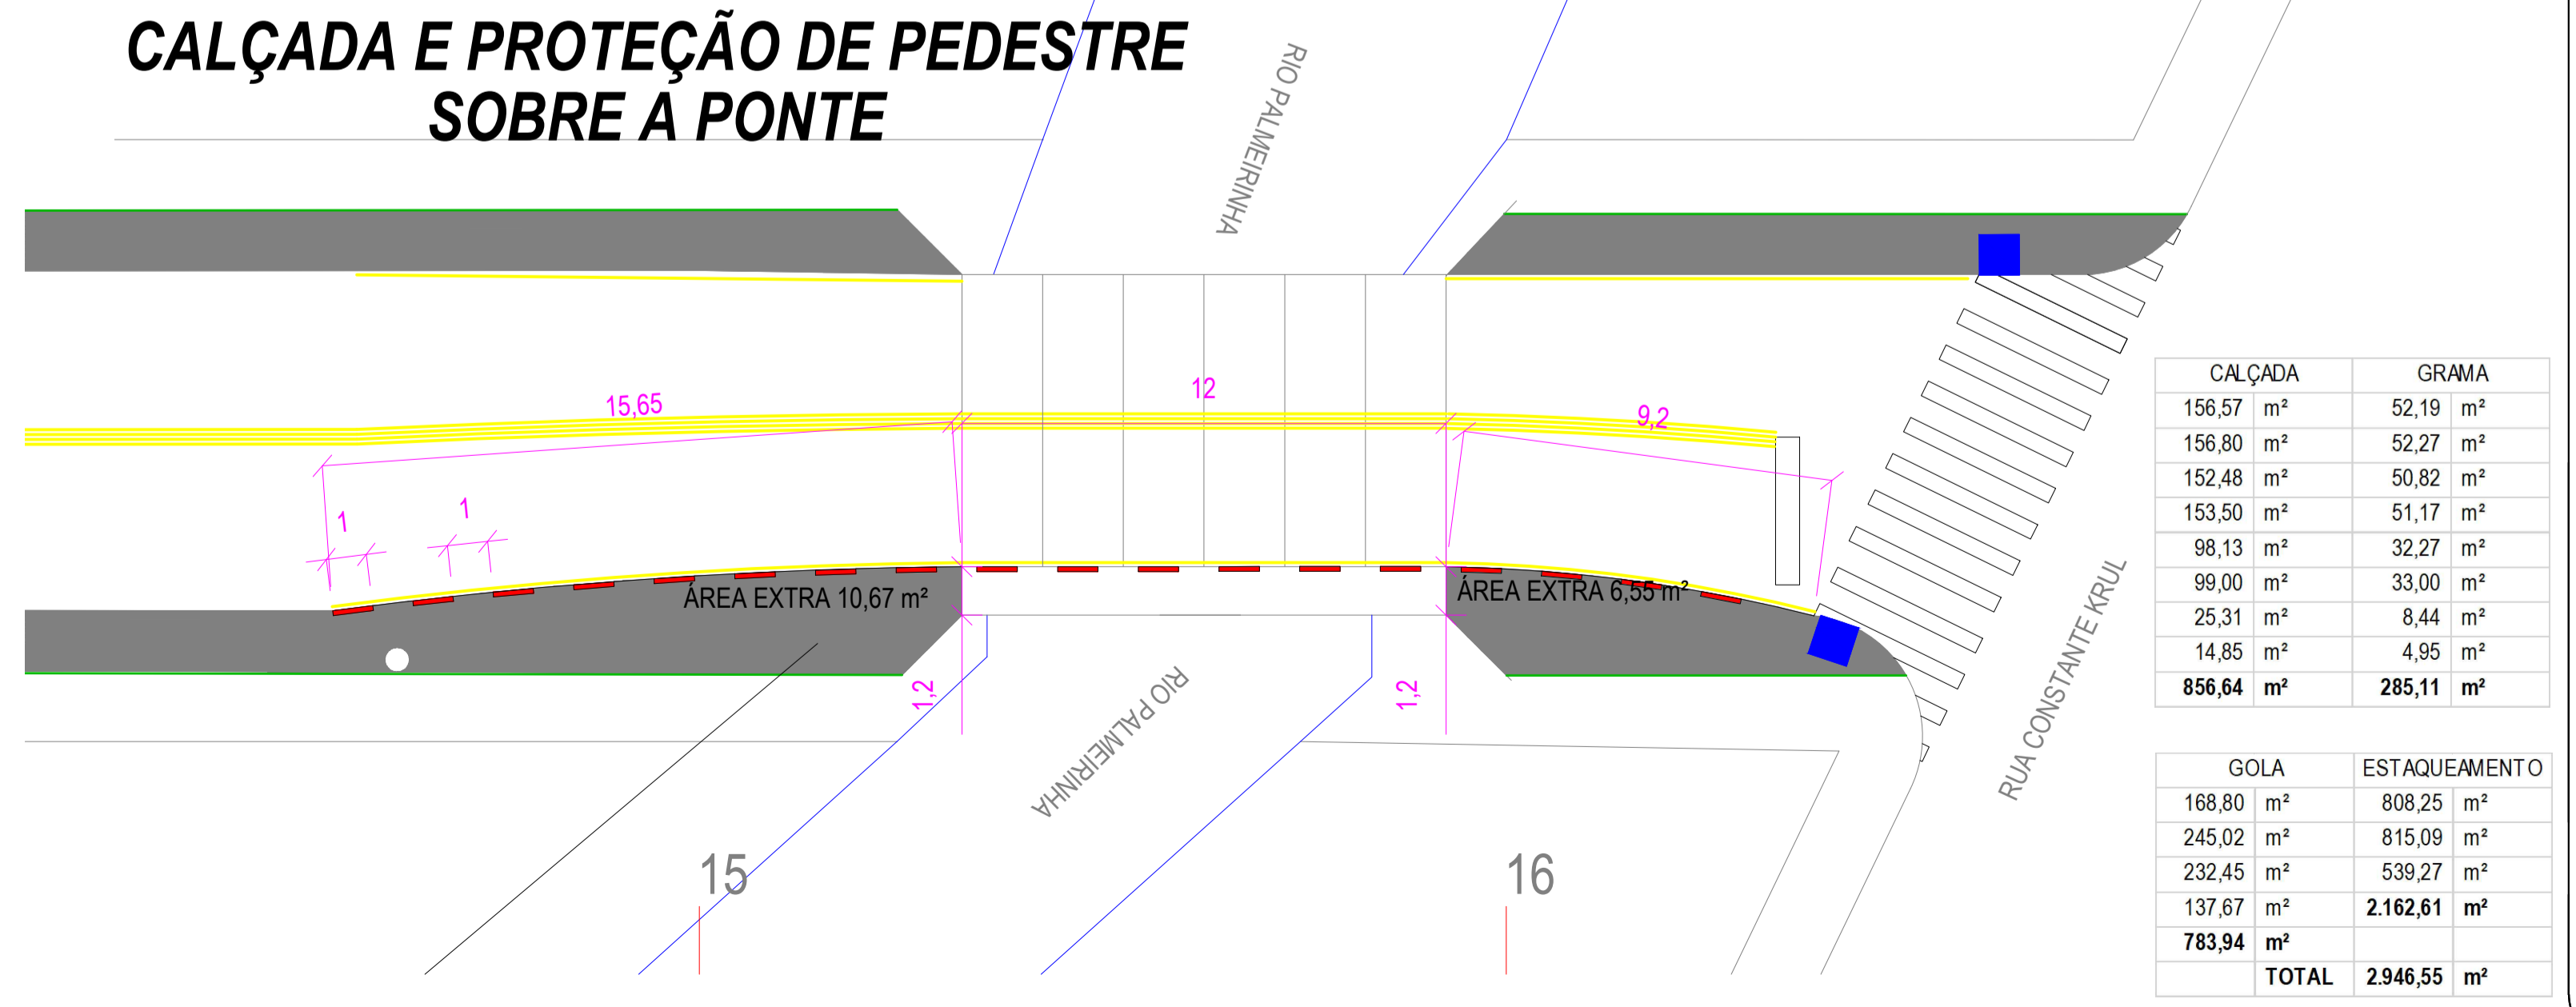 CALÇADA E PROTEÇÃO DE PEDESTRE
SOBRE A PONTE
RIO PALMEIRINHA
15,65
12
9,2
1
1
ÁREA EXTRA 10,67 m²
ÁREA EXTRA 6,55 m²
1,2
1,2
RIO PALMEIRINHA
RUA CONSTANTE KRUL
15
16
CALÇADA GRAMA
156,57 m² 52,19 m²
156,80 m² 52,27 m²
152,48 m² 50,82 m²
153,50 m² 51,17 m²
98,13 m² 32,27 m²
99,00 m² 33,00 m²
25,31 m² 8,44 m²
14,85 m² 4,95 m²
856,64 m² 285,11 m²
GOLA ESTAQUEAMENTO
168,80 m² 808,25 m²
245,02 m² 815,09 m²
232,45 m² 539,27 m²
137,67 m² 2.162,61 m²
783,94 m²
TOTAL 2.946,55 m²